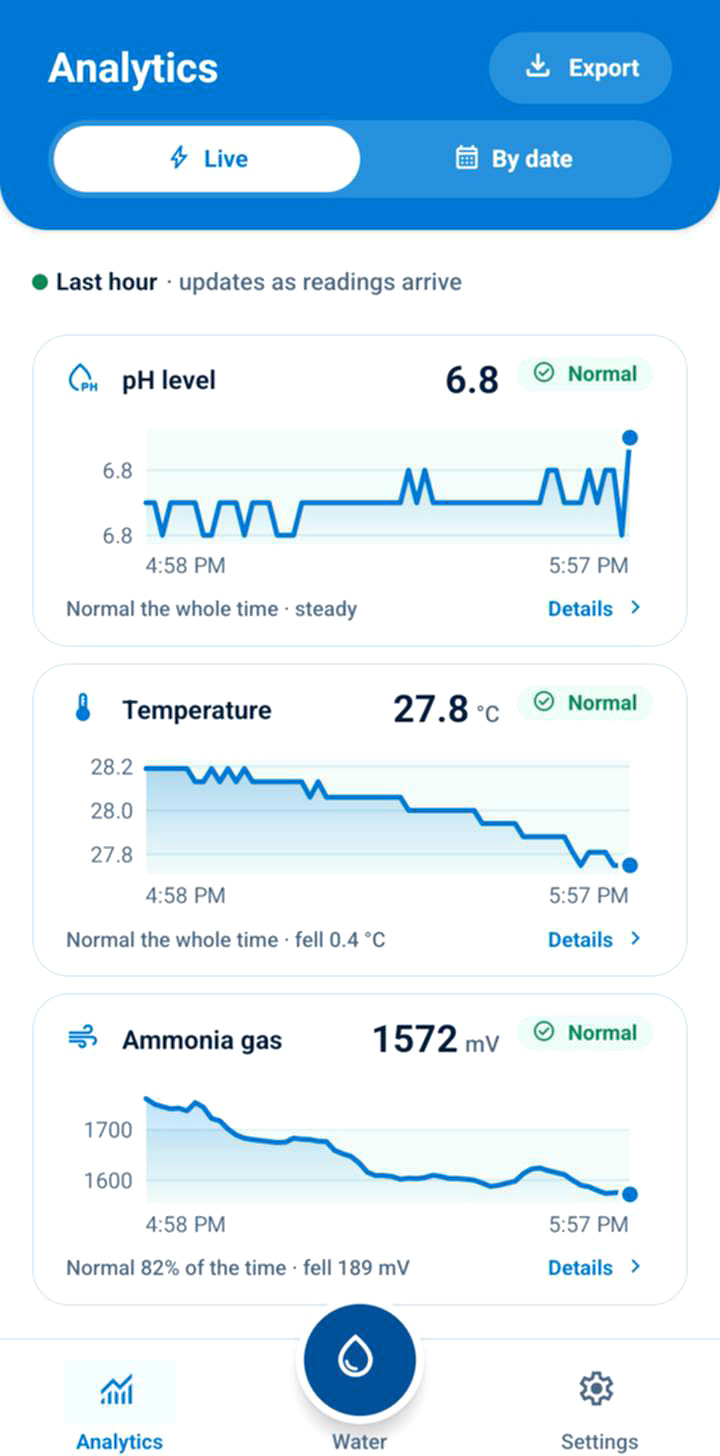 Analytics
Export
Live
By date
Last hour · updates as readings arrive
PH
pH level
6.8
Normal
6.8
6.8
4:58 PM
5:57 PM
Normal the whole time · steady
Details
Temperature
27.8 °C
Normal
28.2
28.0
27.8
4:58 PM
5:57 PM
Normal the whole time · fell 0.4 °C
Details
Ammonia gas
1572 mV
Normal
1700
1600
4:58 PM
5:57 PM
Normal 82% of the time · fell 189 mV
Details
Analytics
Water
Settings